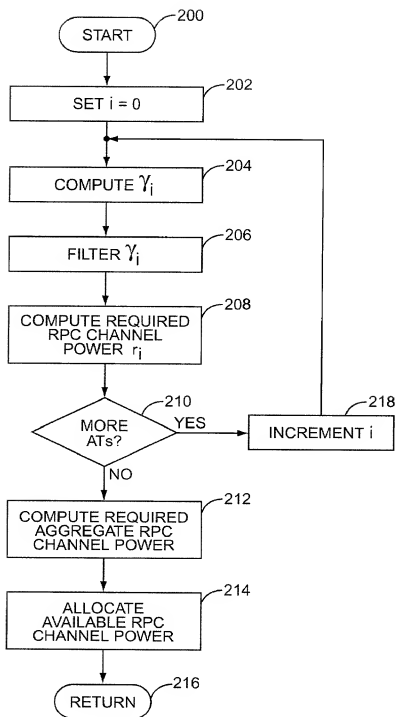 200
START
202
SET i = 0
204
COMPUTE γi
206
FILTER γi
208
COMPUTE REQUIRED
RPC CHANNEL
POWER ri
210
MORE
ATs?
YES
218
INCREMENT i
NO
212
COMPUTE REQUIRED
AGGREGATE RPC
CHANNEL POWER
214
ALLOCATE
AVAILABLE RPC
CHANNEL POWER
RETURN
216